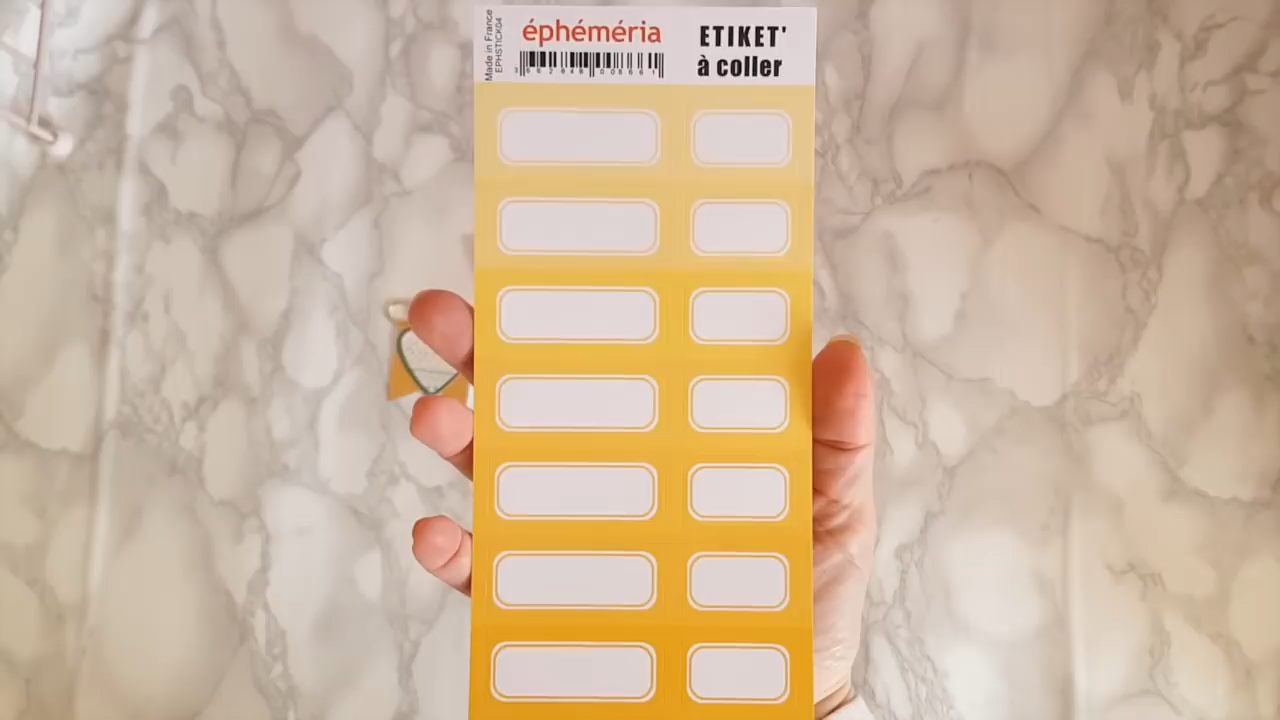 Made in France
EPHSTICK04
éphéméria
ETIKET'
à coller